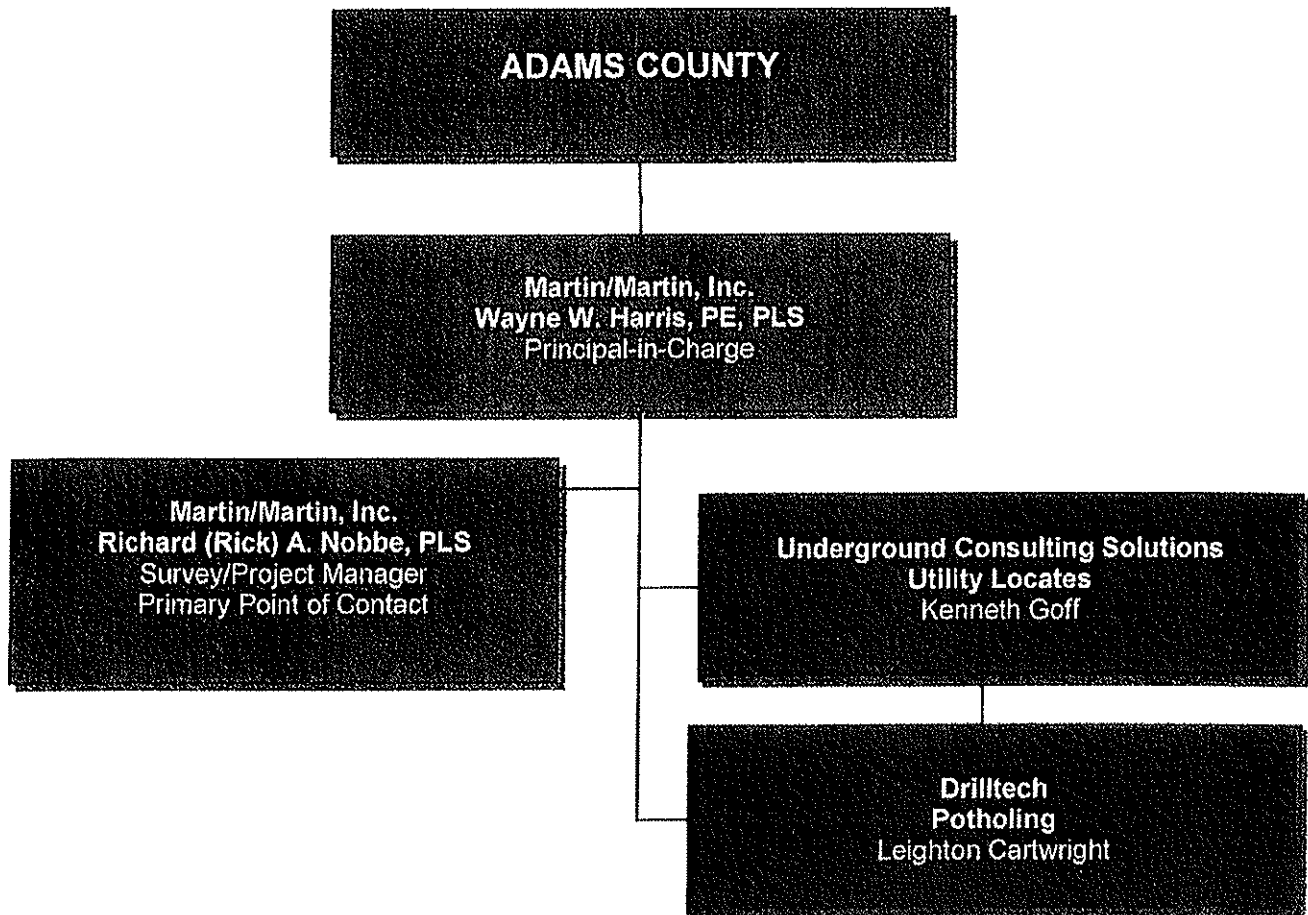 ADAMS COUNTY
Martin/Martin, Inc.
Wayne W. Harris, PE, PLS
Principal-in-Charge
Martin/Martin, Inc.
Richard (Rick) A. Nobbe, PLS
Survey/Project Manager
Primary Point of Contact
Underground Consulting Solutions
Utility Locates
Kenneth Goff
Drilltech
Potholing
Leighton Cartwright